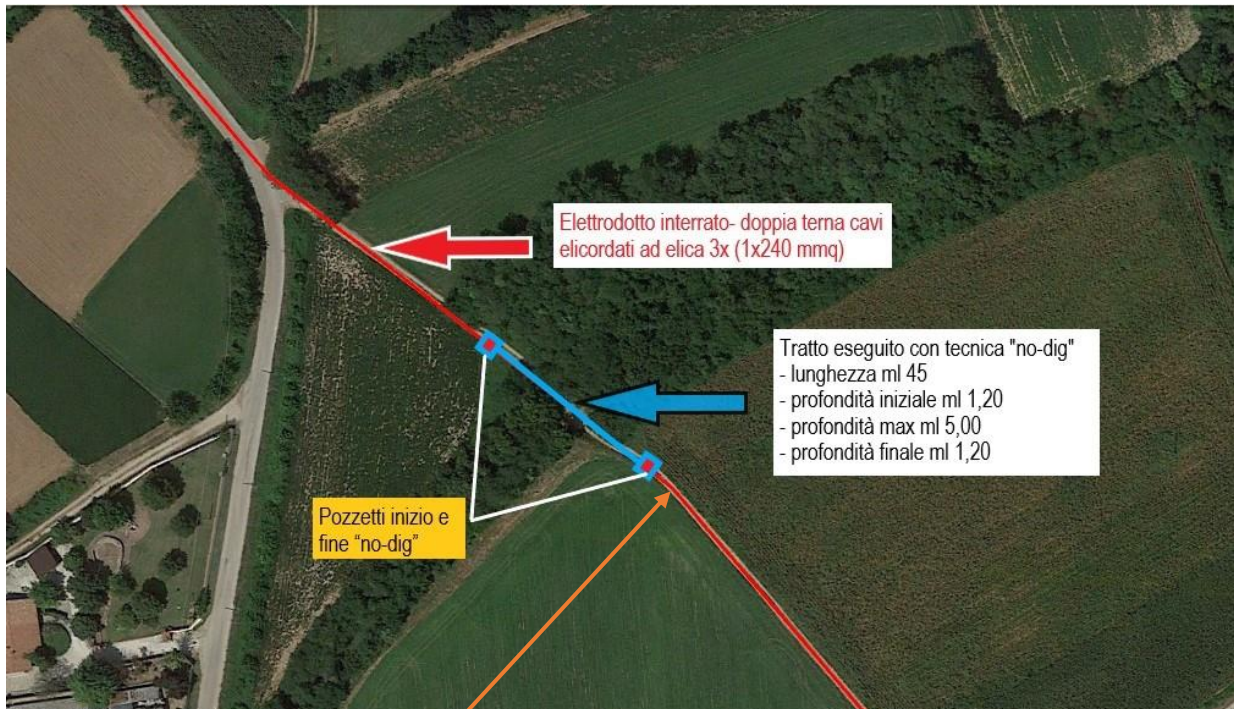 Elettrodotto interrato- doppia terna cavi
elicordati ad elica 3x (1x240 mmq)
Tratto eseguito con tecnica "no-dig"
- lunghezza ml 45
- profondità iniziale ml 1,20
- profondità max ml 5,00
- profondità finale ml 1,20
Pozzetti inizio e
fine “no-dig”